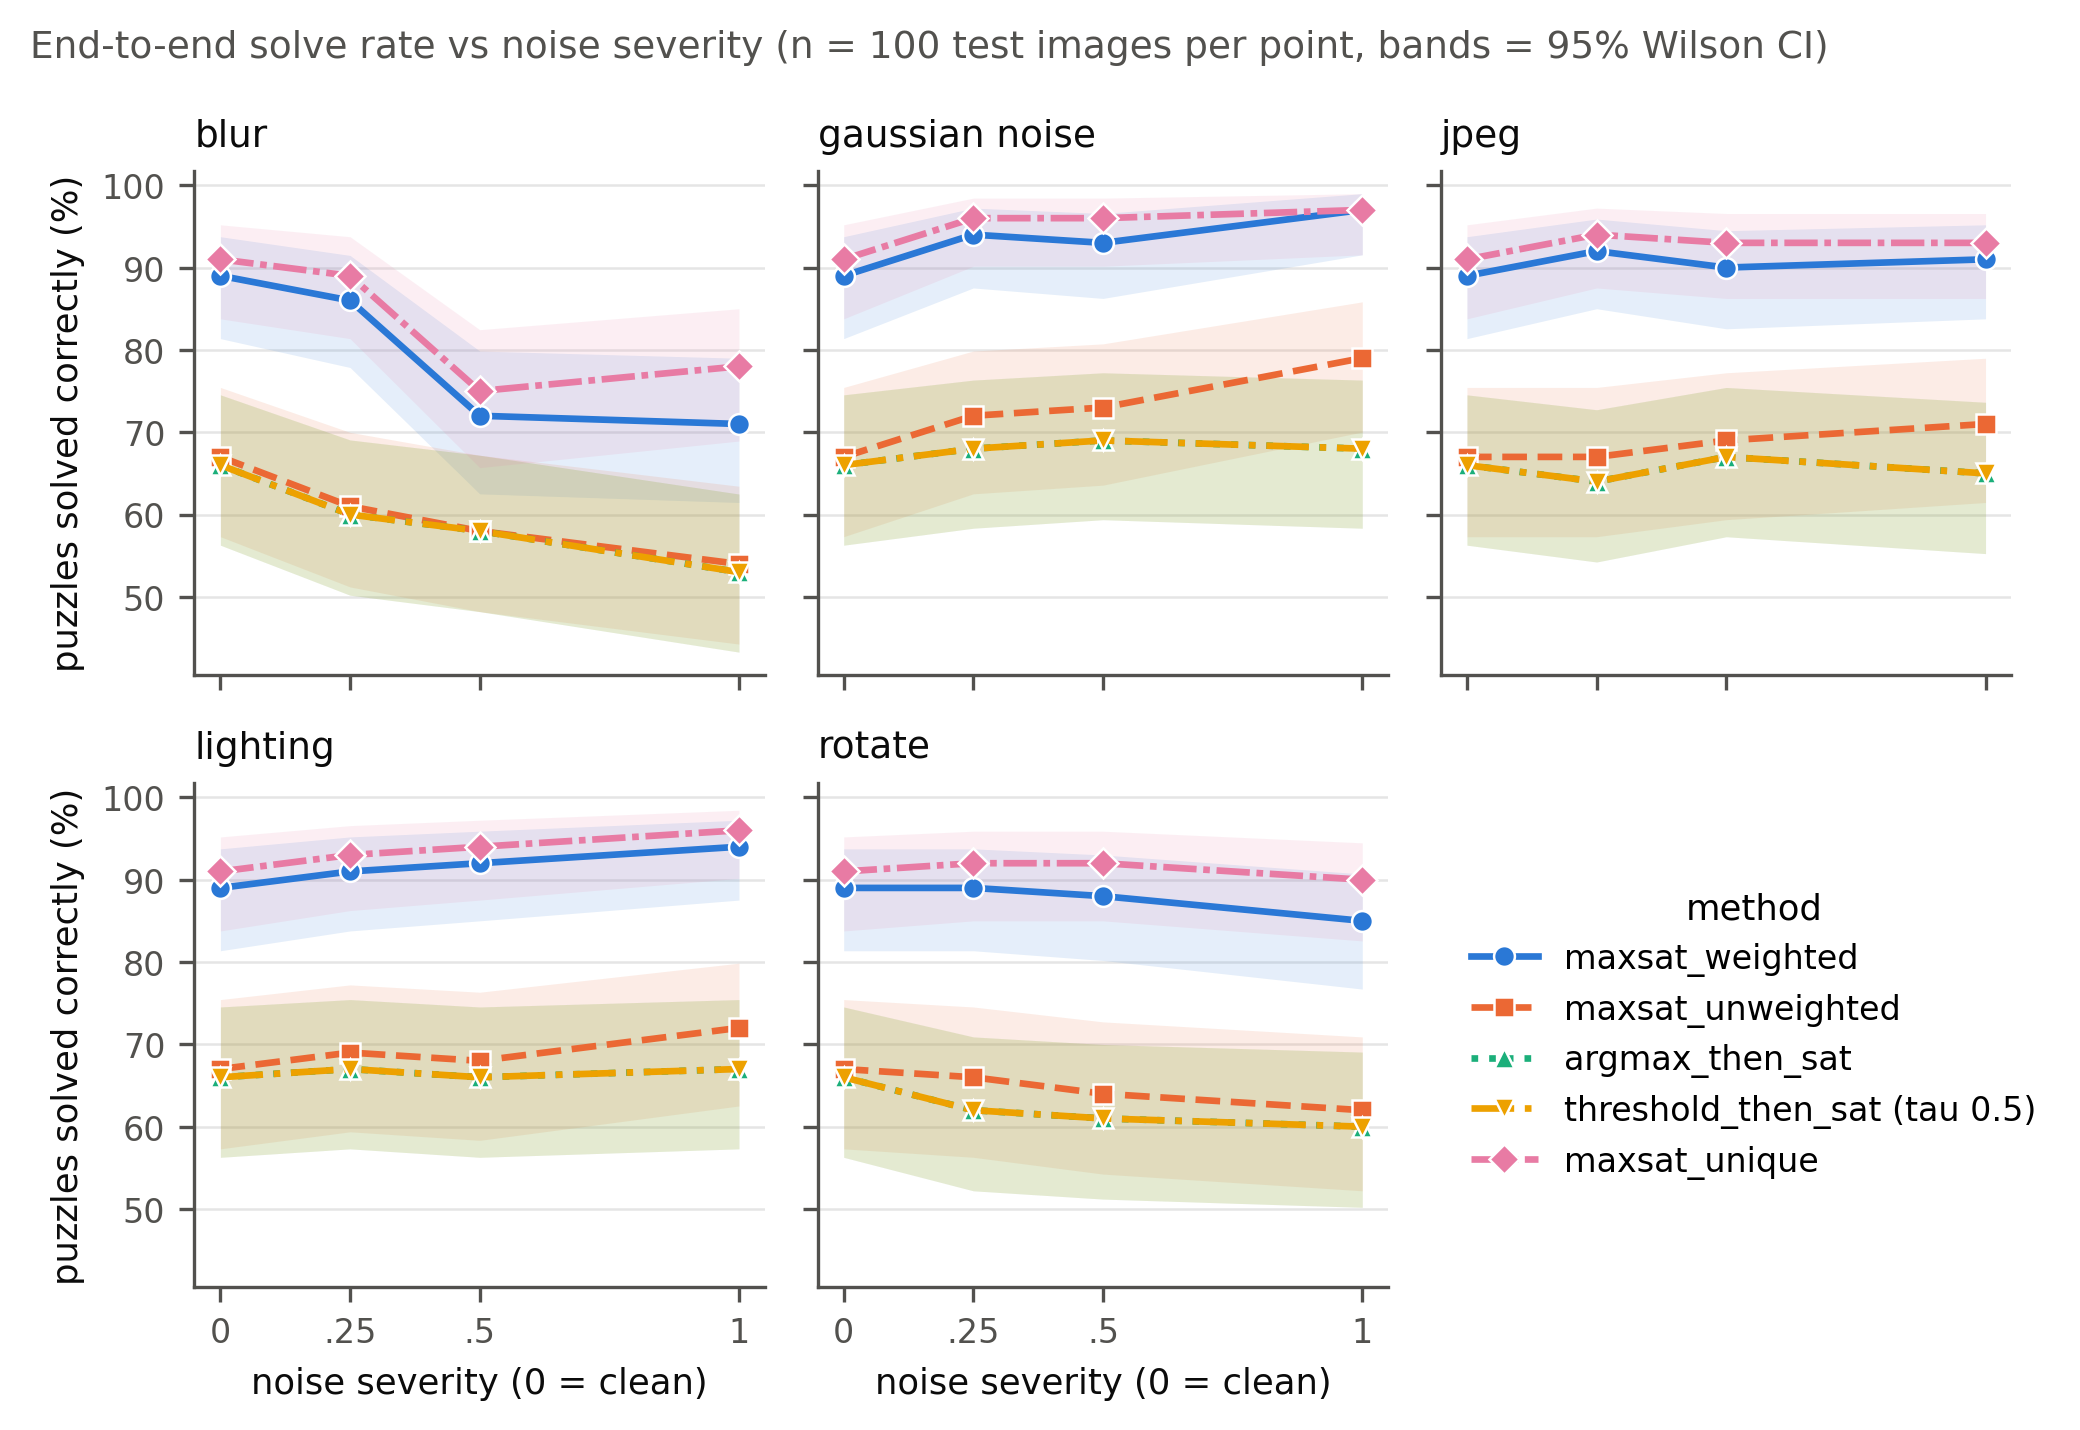 End-to-end solve rate vs noise severity (n = 100 test images per point, bands = 95% Wilson CI)
blur
gaussian noise
jpeg
puzzles solved correctly (%)
100
90
80
70
60
50
lighting
rotate
puzzles solved correctly (%)
100
90
80
70
60
50
0 .25 .5 1
0 .25 .5 1
noise severity (0 = clean)
noise severity (0 = clean)
method
maxsat_weighted
maxsat_unweighted
argmax_then_sat
threshold_then_sat (tau 0.5)
maxsat_unique